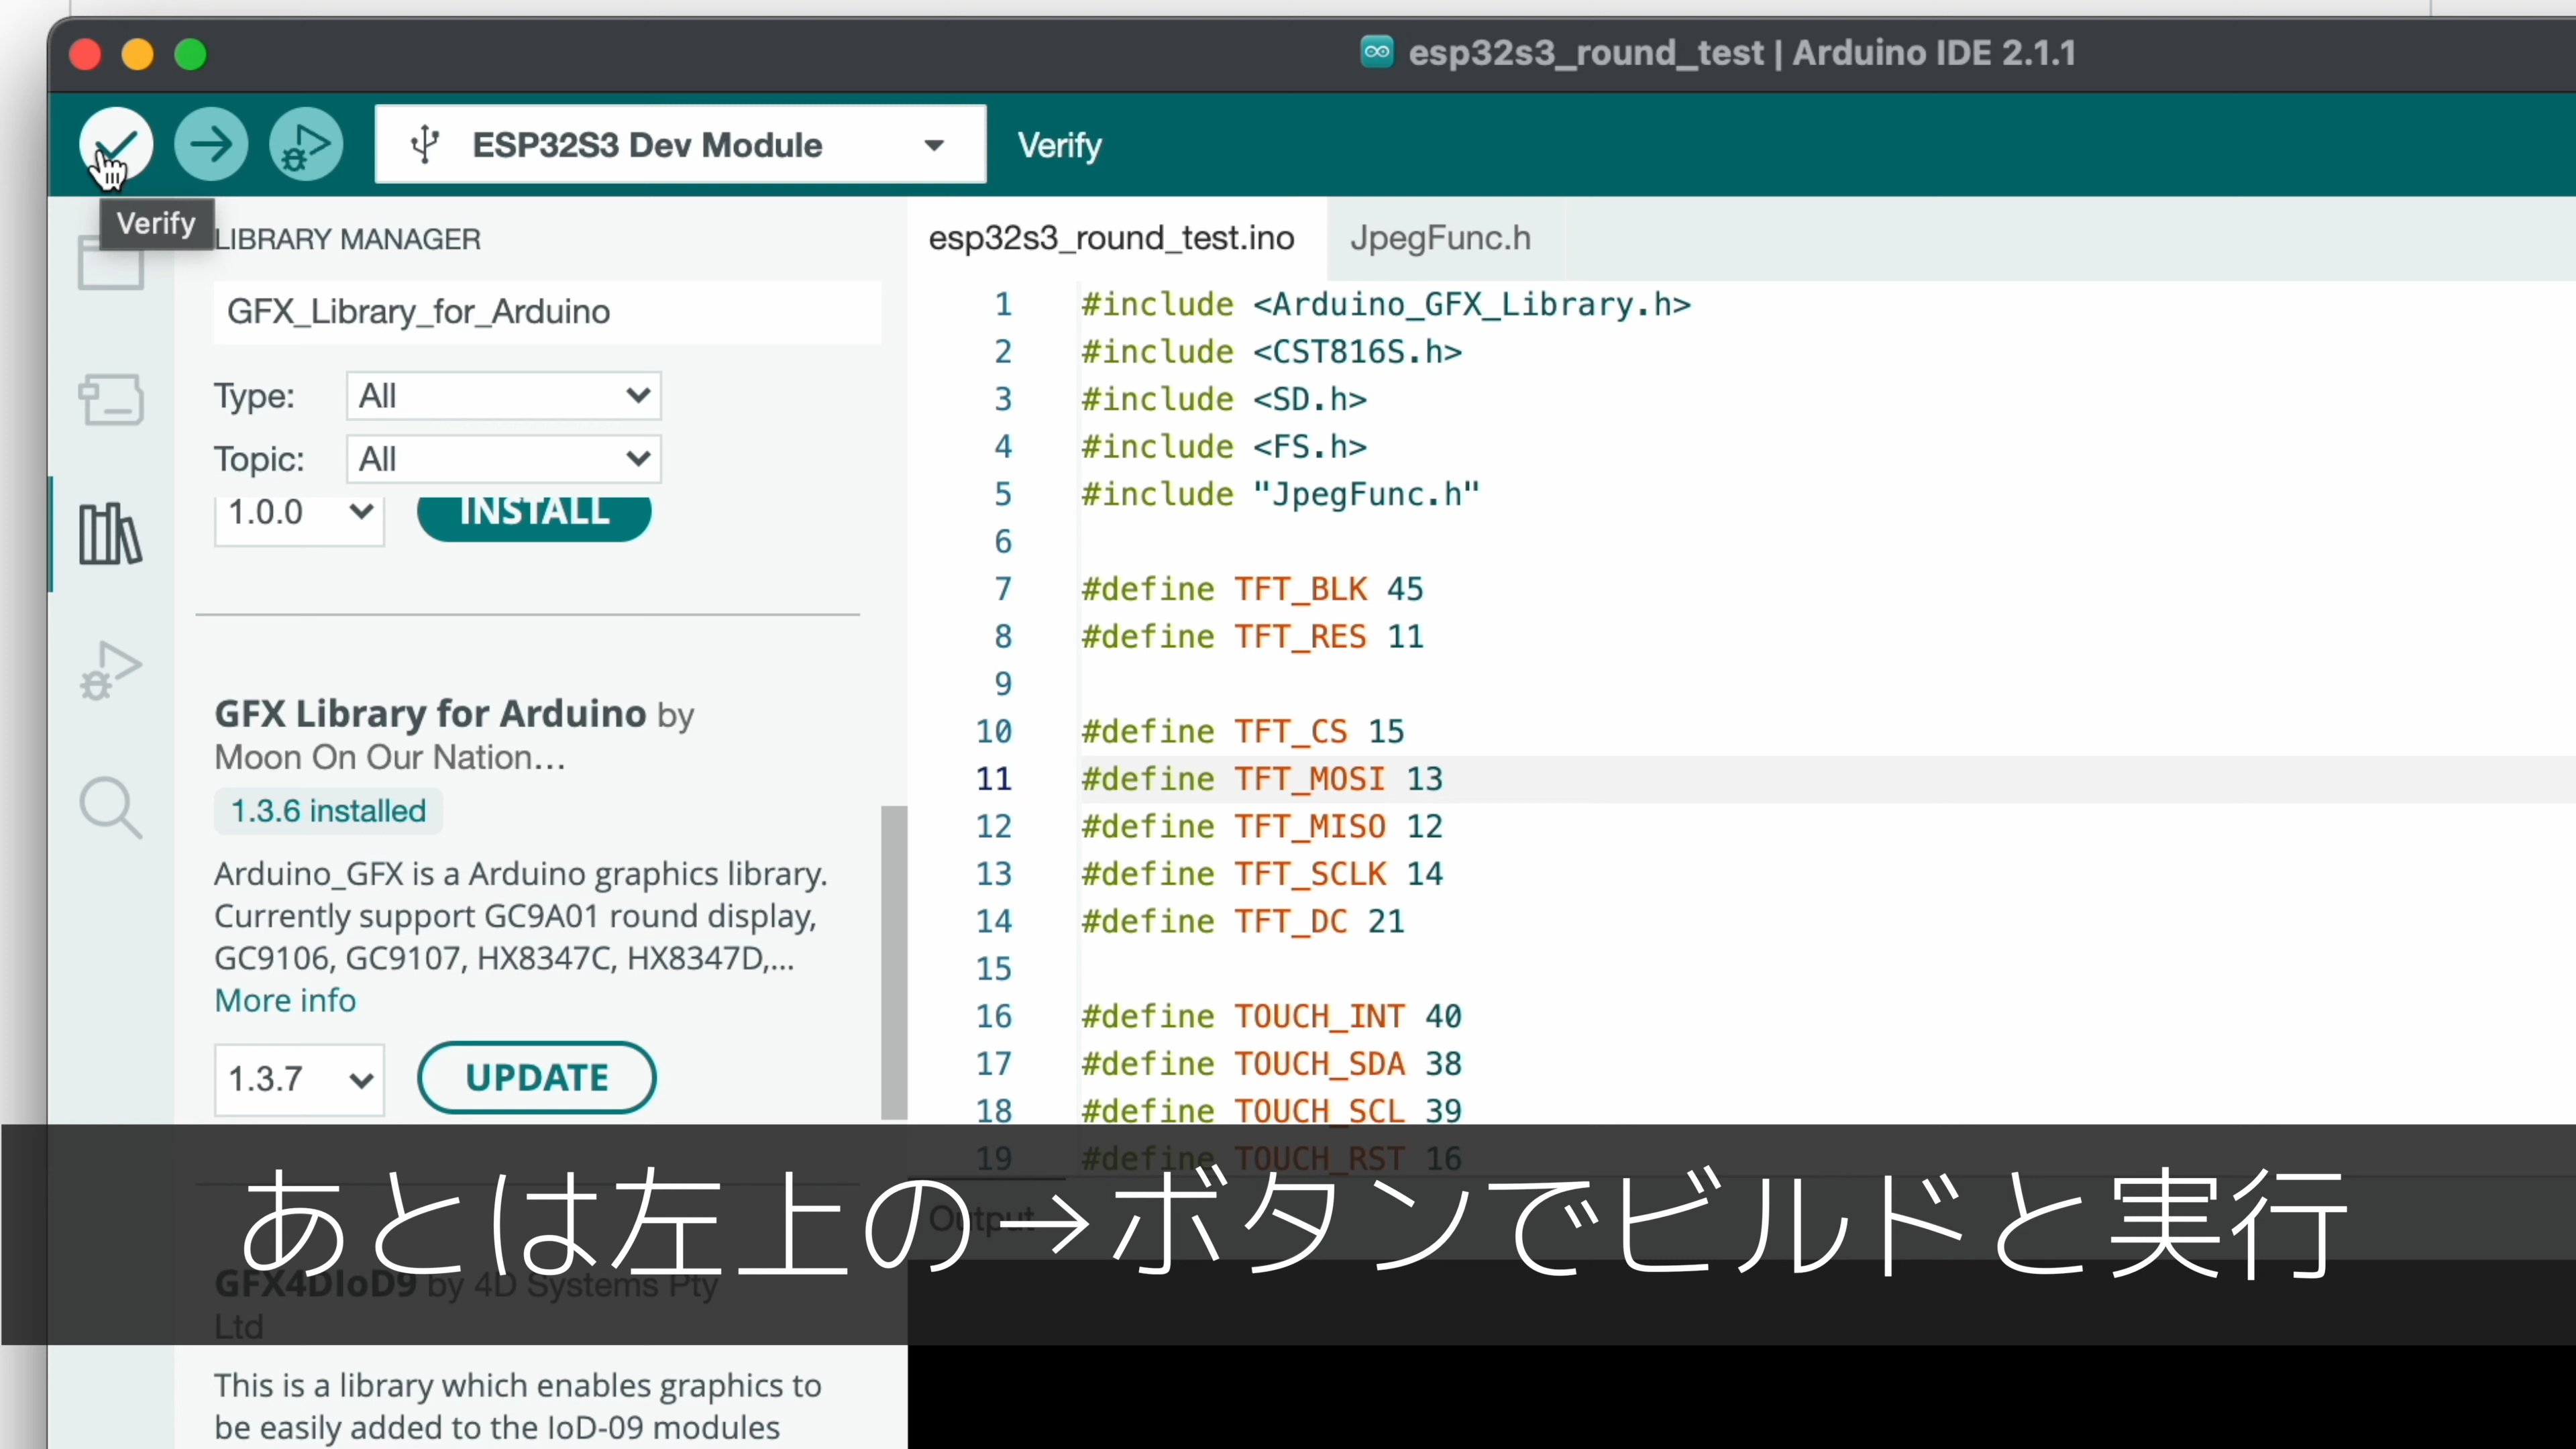 esp32s3_round_test | Arduino IDE 2.1.1
ESP32S3 Dev Module
Verify
Verify
LIBRARY MANAGER
GFX_Library_for_Arduino
Type: All
Topic: All
1.0.0 INSTALL
GFX Library for Arduino by
Moon On Our Nation...
1.3.6 installed
Arduino_GFX is a Arduino graphics library.
Currently support GC9A01 round display,
GC9106, GC9107, HX8347C, HX8347D,...
More info
1.3.7 UPDATE
GFX4DIoD9 by 4D Systems Pty
Ltd
This is a library which enables graphics to
be easily added to the IoD-09 modules
esp32s3_round_test.ino JpegFunc.h
1 #include <Arduino_GFX_Library.h>
2 #include <CST816S.h>
3 #include <SD.h>
4 #include <FS.h>
5 #include "JpegFunc.h"
6
7 #define TFT_BLK 45
8 #define TFT_RES 11
9
10 #define TFT_CS 15
11 #define TFT_MOSI 13
12 #define TFT_MISO 12
13 #define TFT_SCLK 14
14 #define TFT_DC 21
15
16 #define TOUCH_INT 40
17 #define TOUCH_SDA 38
18 #define TOUCH_SCL 39
19 #define TOUCH_RST 16
Output
あとは左上の→ボタンでビルドと実行